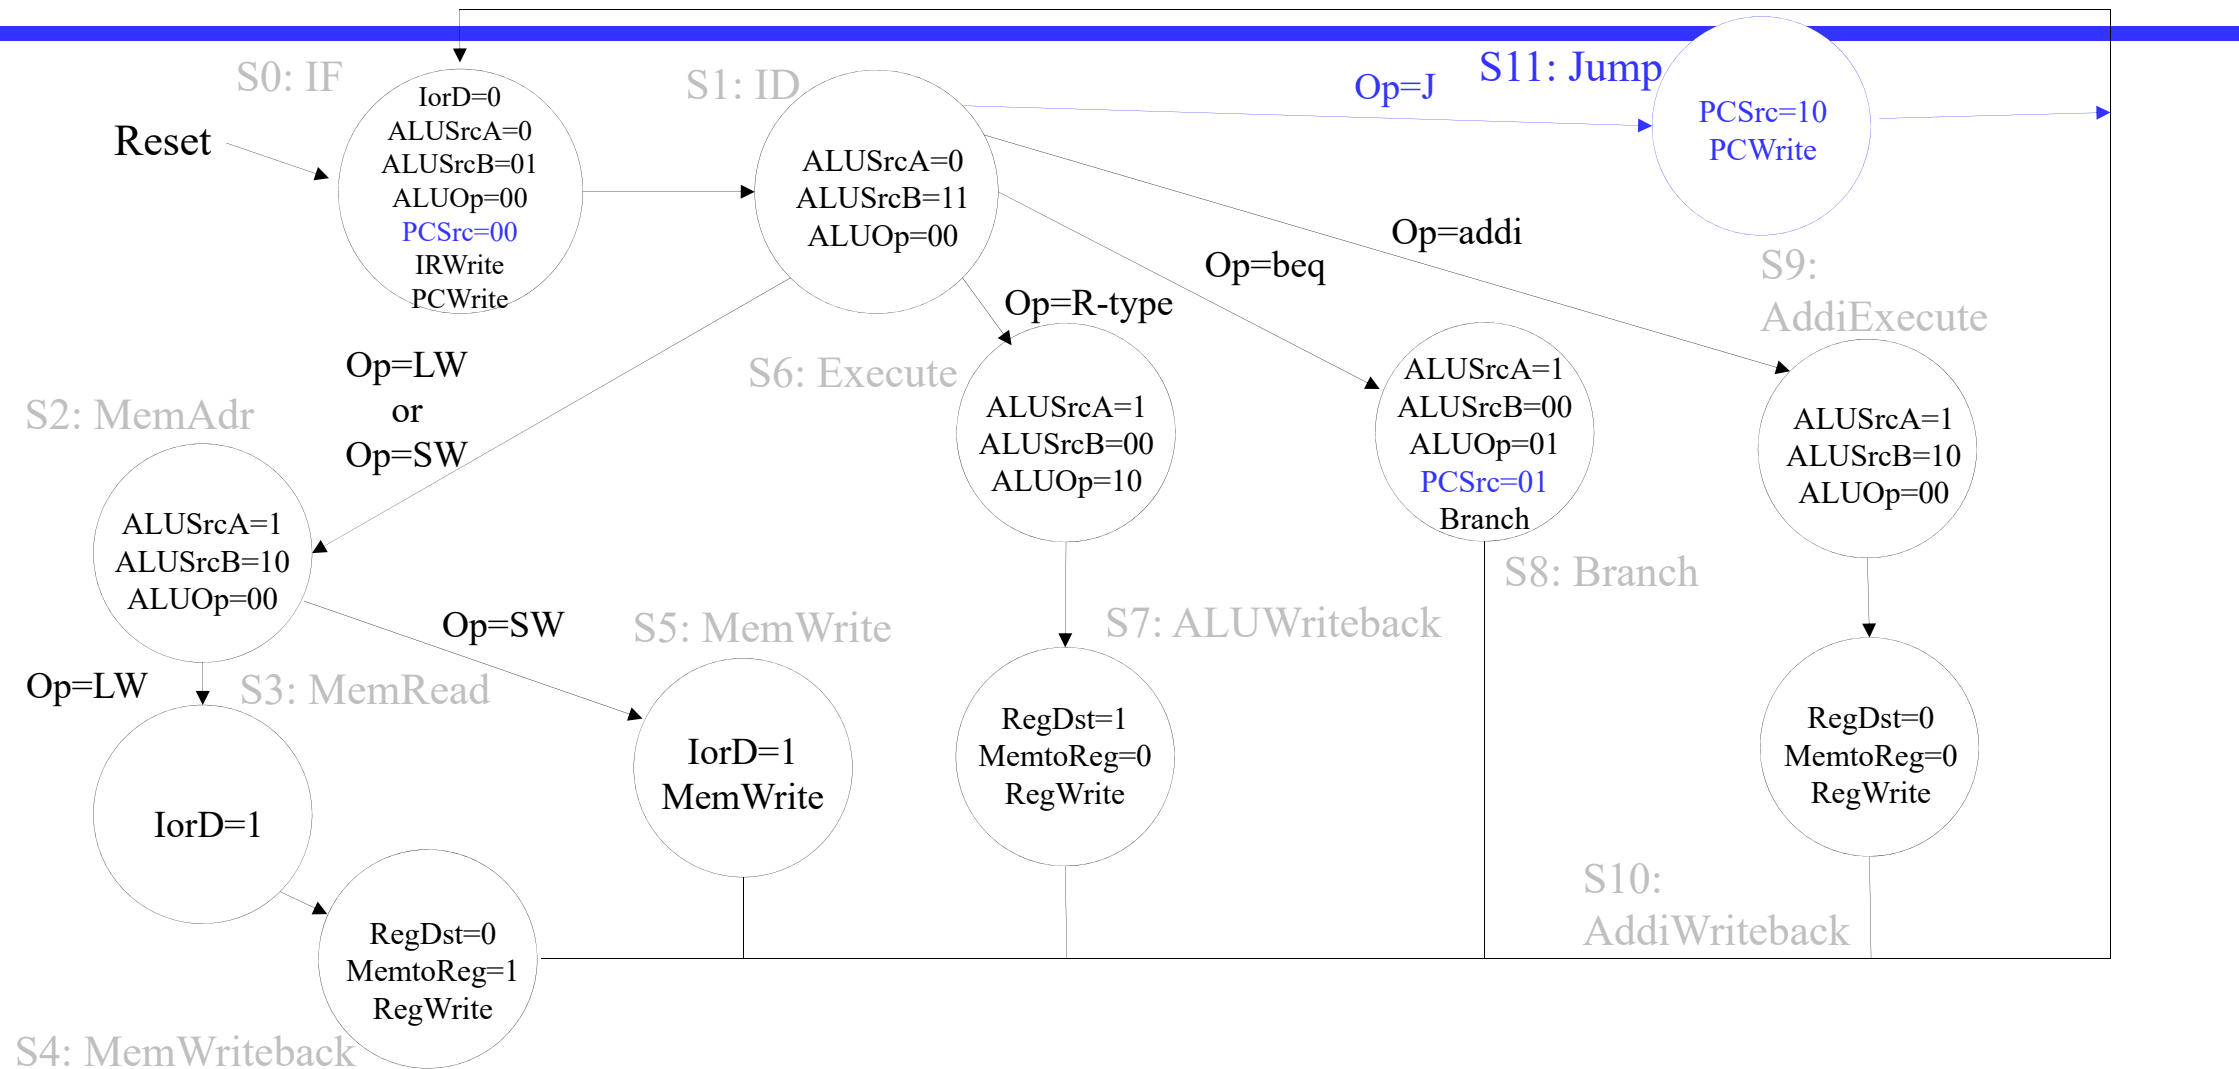 S0: IF
Reset
IorD=0
ALUSrcA=0
ALUSrcB=01
ALUOp=00
PCSrc=00
IRWrite
PCWrite
S1: ID
ALUSrcA=0
ALUSrcB=11
ALUOp=00
Op=J
S11: Jump
PCSrc=10
PCWrite
Op=addi
Op=beq
Op=R-type
Op=LW
or
Op=SW
S2: MemAdr
ALUSrcA=1
ALUSrcB=10
ALUOp=00
S6: Execute
ALUSrcA=1
ALUSrcB=00
ALUOp=10
ALUSrcA=1
ALUSrcB=00
ALUOp=01
PCSrc=01
Branch
S8: Branch
S9:
AddiExecute
ALUSrcA=1
ALUSrcB=10
ALUOp=00
Op=SW
Op=LW
S3: MemRead
IorD=1
S5: MemWrite
IorD=1
MemWrite
S7: ALUWriteback
RegDst=1
MemtoReg=0
RegWrite
RegDst=0
MemtoReg=0
RegWrite
S10:
AddiWriteback
RegDst=0
MemtoReg=1
RegWrite
S4: MemWriteback